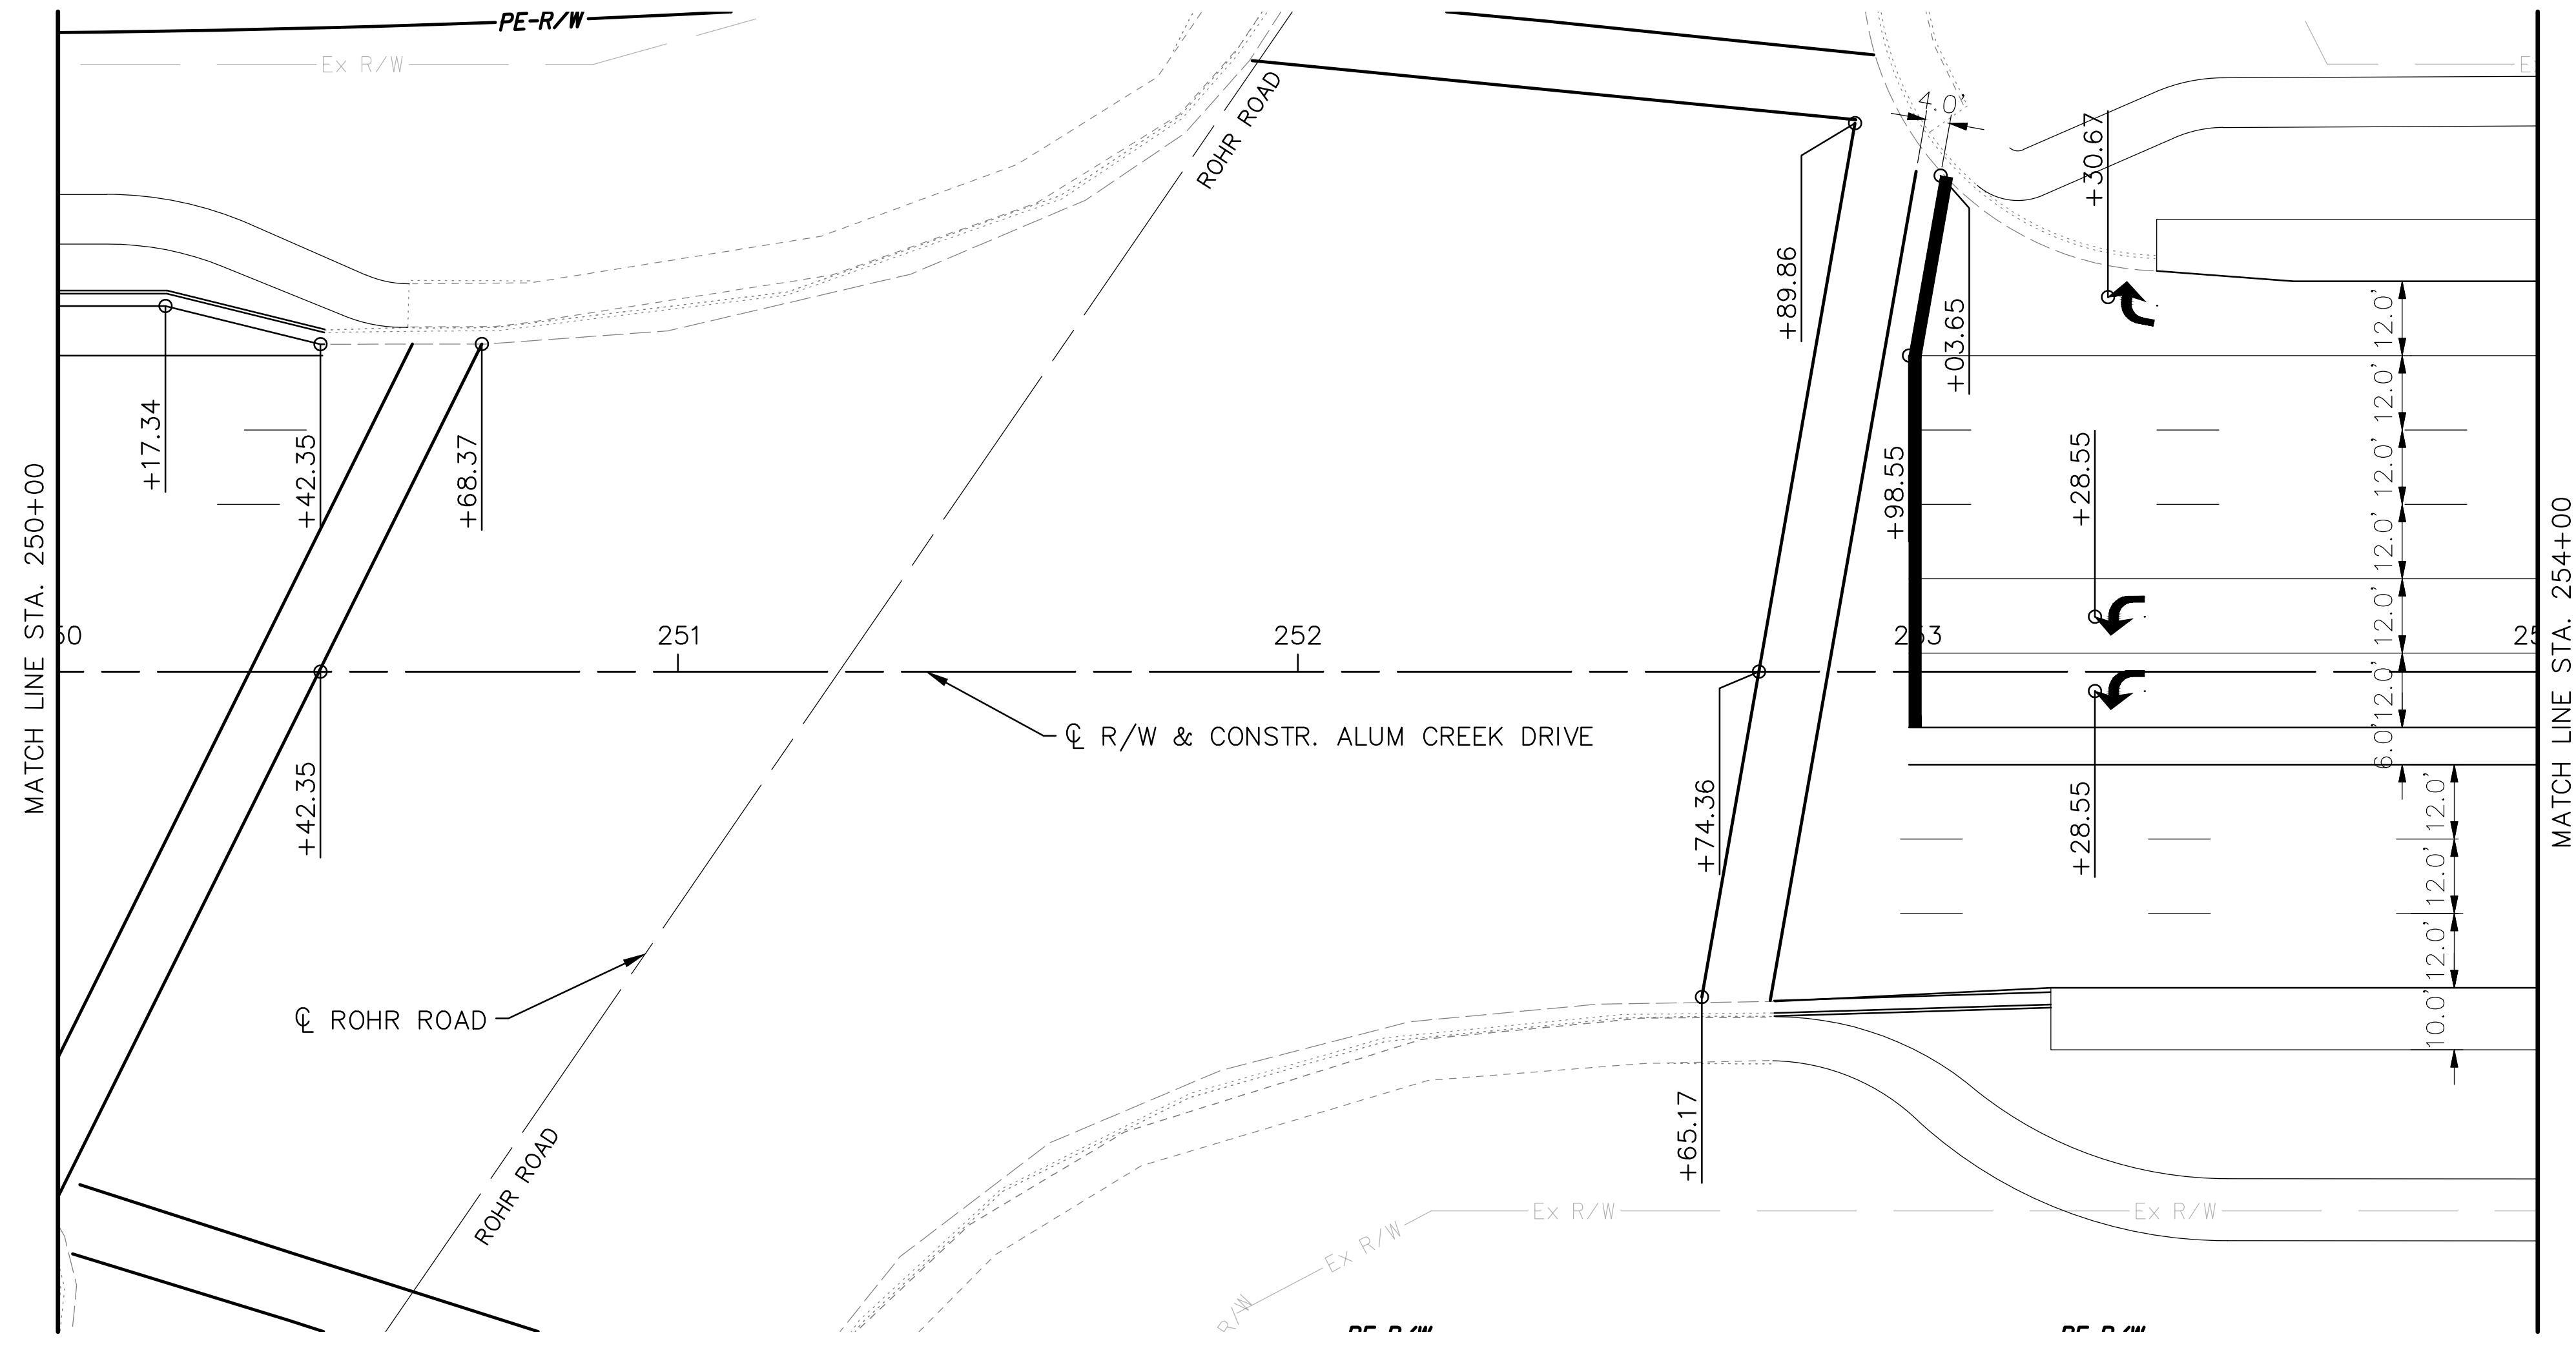 PE-R/W
Ex R/W
ROHR ROAD
4.0'
+30.67
+89.86
+03.65
12.0'
12.0'
12.0'
12.0'
12.0'
12.0'
6.0'
+17.34
+42.35
+68.37
+98.55
+28.55
MATCH LINE STA. 250+00
MATCH LINE STA. 254+00
50
251
252
253
25
℄ R/W & CONSTR. ALUM CREEK DRIVE
+42.35
+74.36
+28.55
12.0'
12.0'
12.0'
10.0'
℄ ROHR ROAD
+65.17
ROHR ROAD
Ex R/W
Ex R/W
Ex R/W
R/W
PE-R/W
PE-R/W